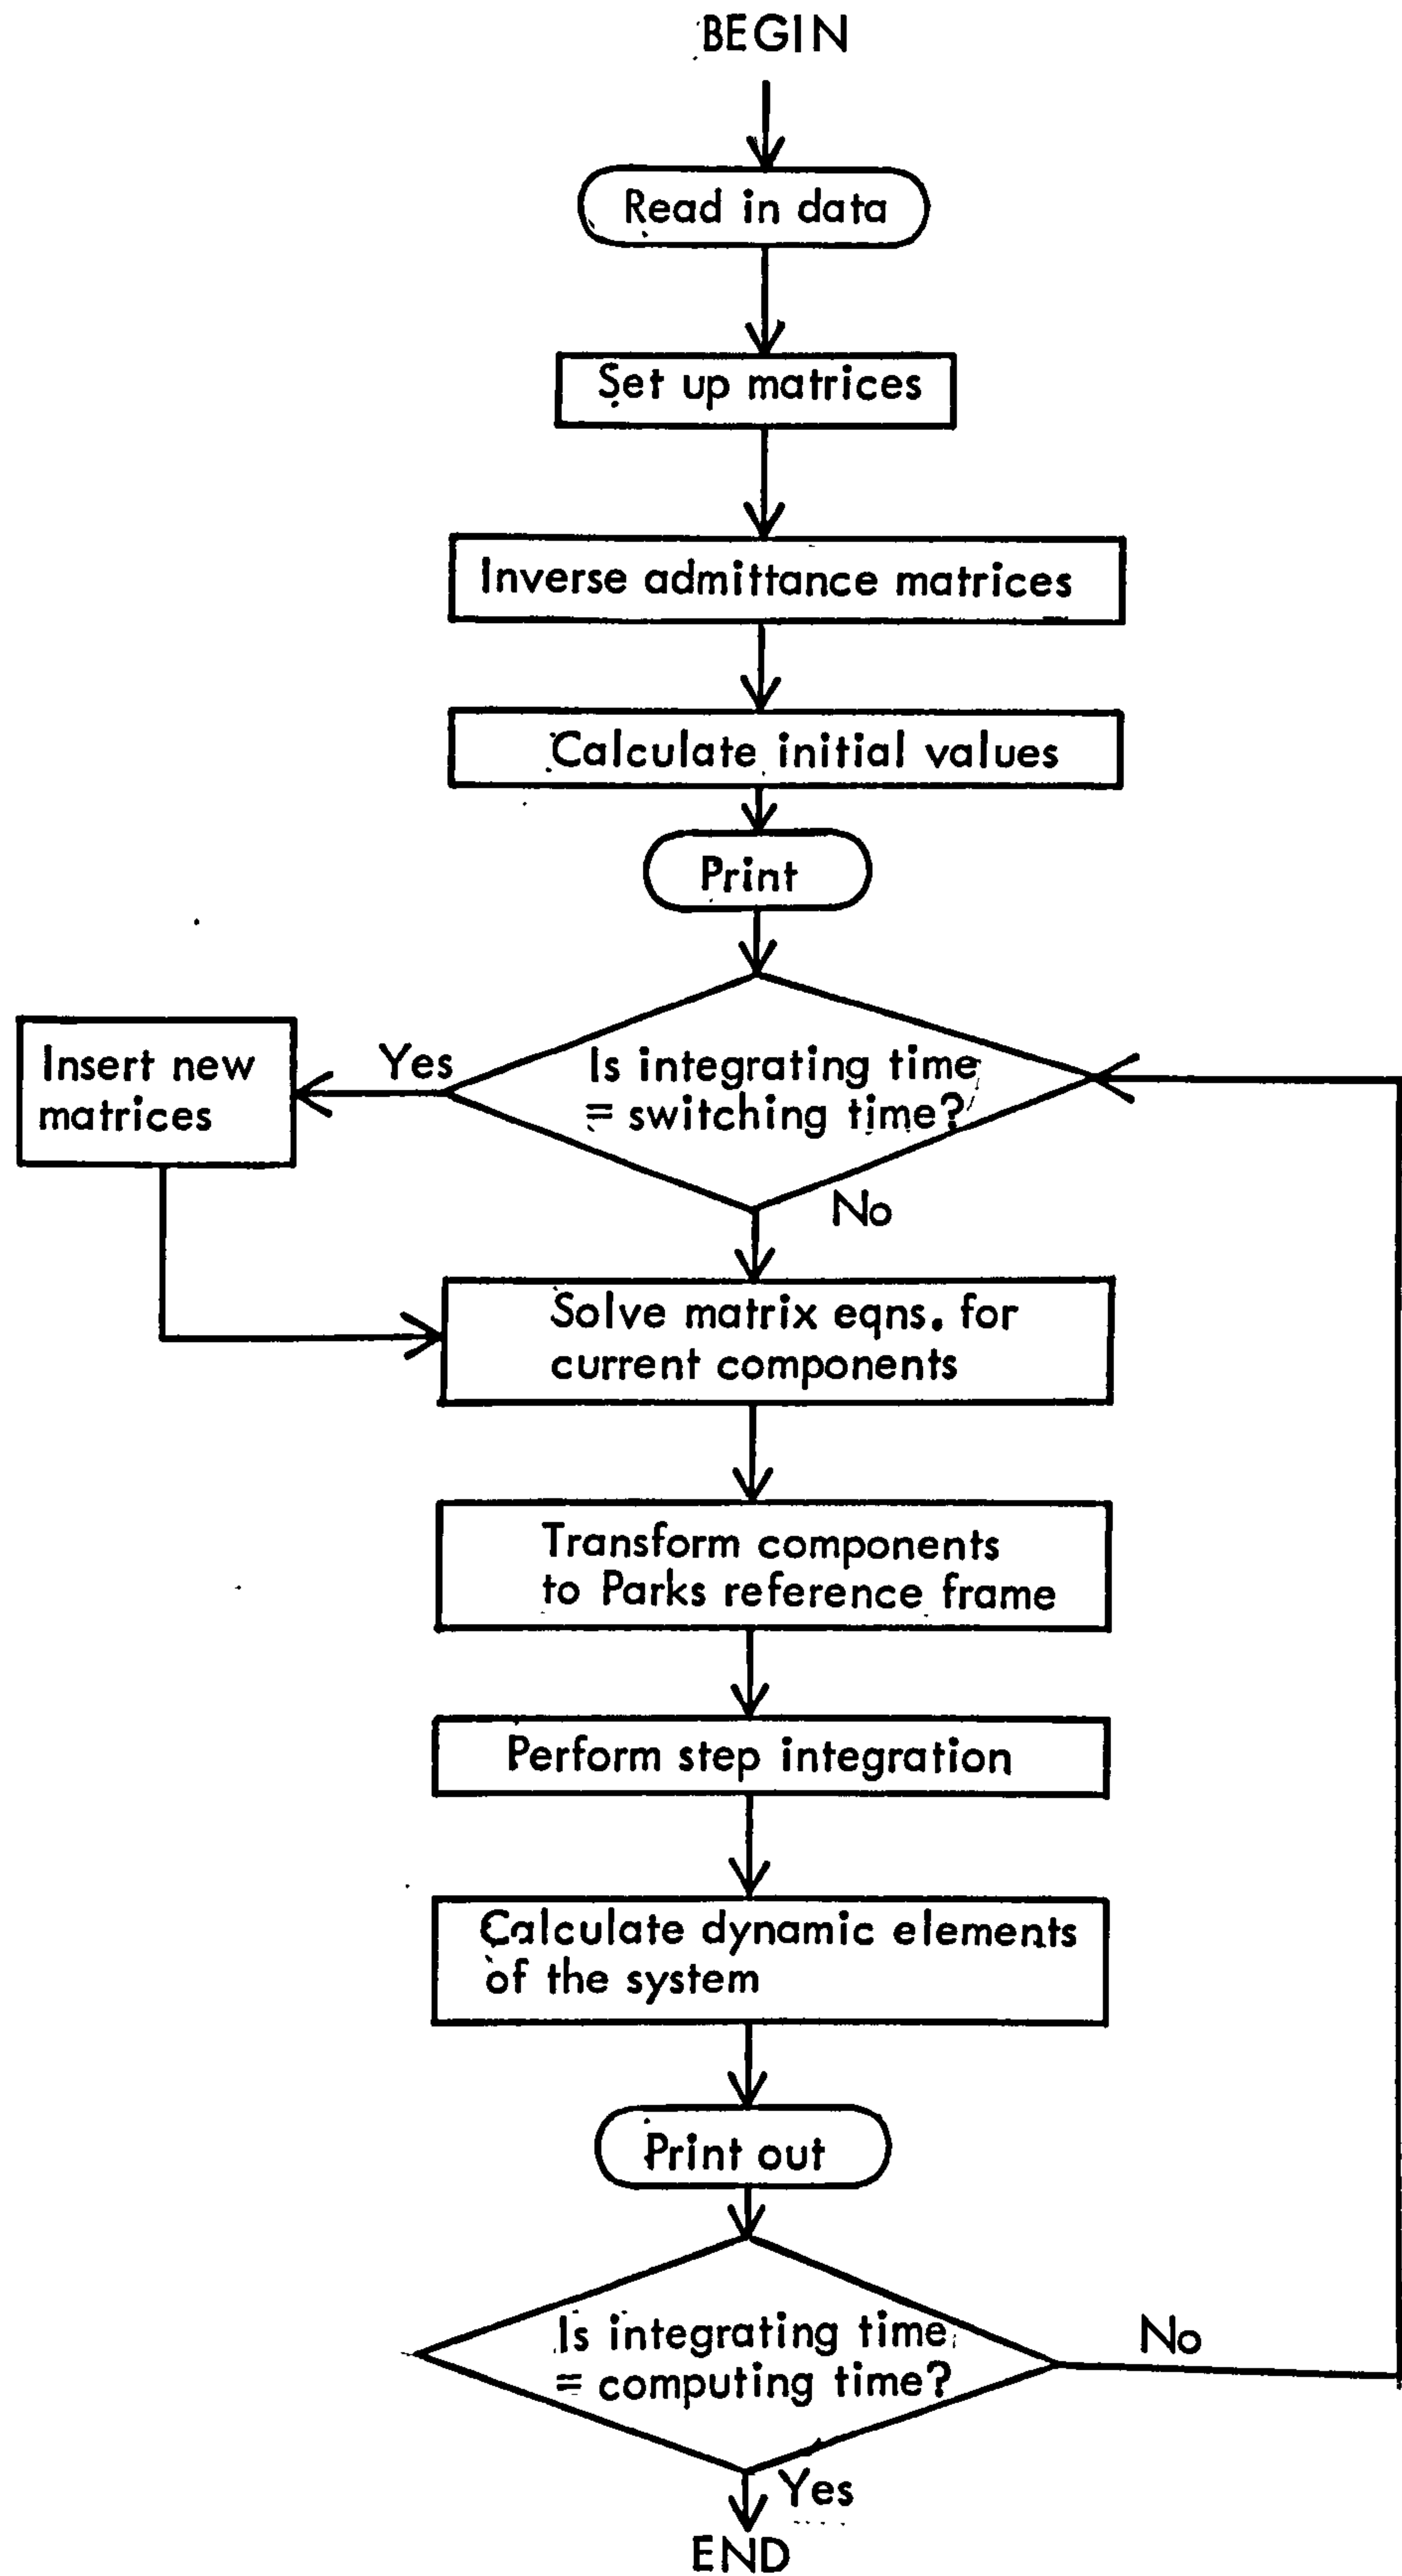 BEGIN
Read in data
Set up matrices
Inverse admittance matrices
Calculate initial values
Print
Is integrating time
= switching time?
Yes
Insert new
matrices
No
Solve matrix eqns. for
current components
Transform components
to Parks reference frame
Perform step integration
Calculate dynamic elements
of the system
Print out
Is integrating time
= computing time?
No
Yes
END